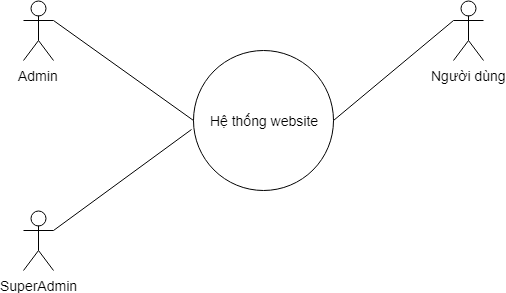 Admin
Người dùng
Hệ thống website
SuperAdmin